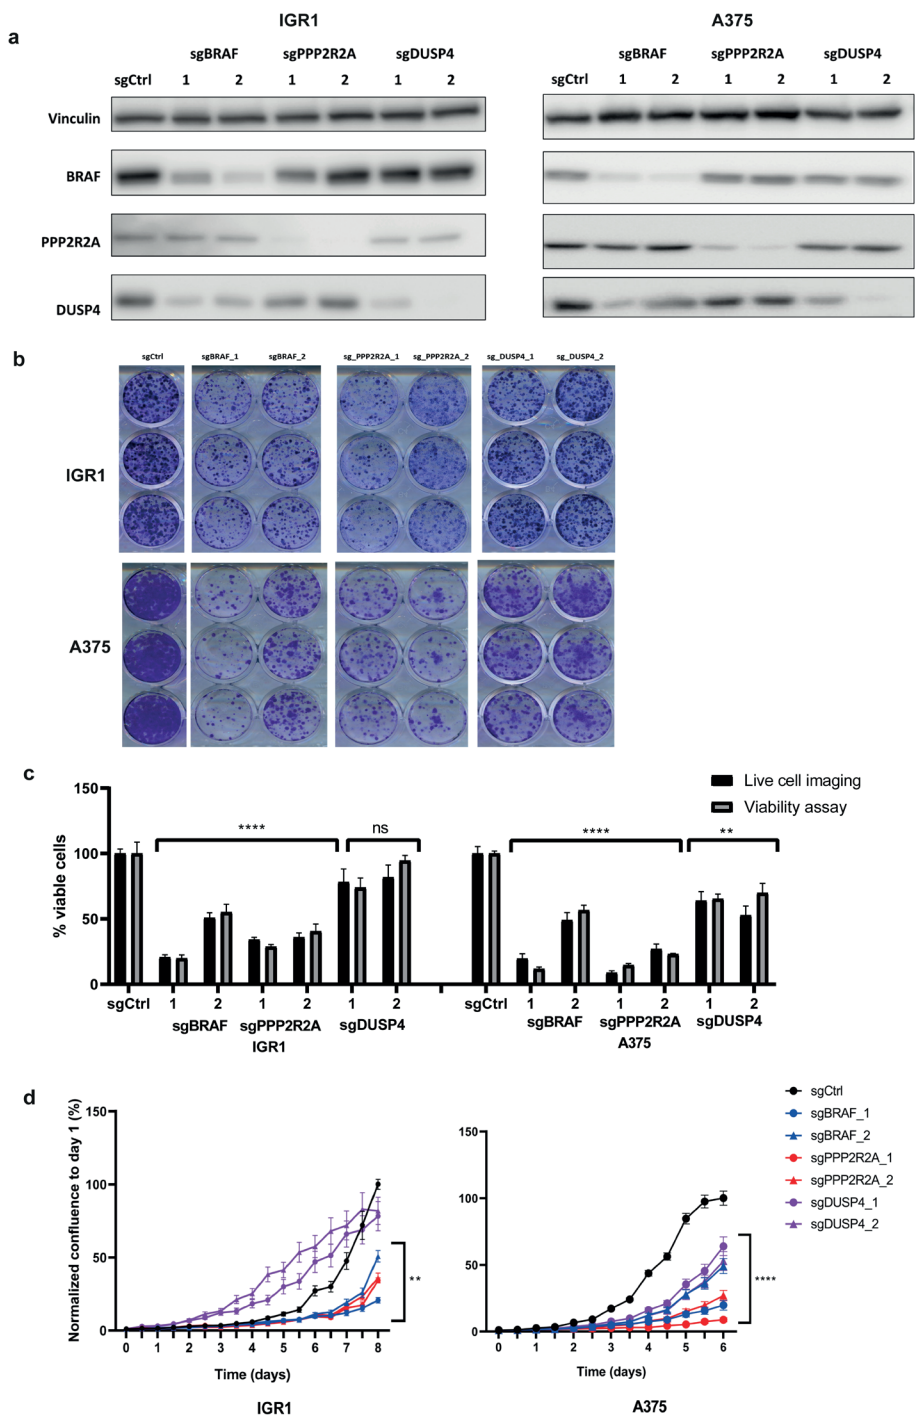 IGR1 A375
a
sgBRAF sgPPP2R2A sgDUSP4 sgBRAF sgPPP2R2A sgDUSP4
sgCtrl 1 2 1 2 1 2 sgCtrl 1 2 1 2 1 2
Vinculin
BRAF
PPP2R2A
DUSP4
b
sgCtrl sgBRAF_1 sgBRAF_2 sg_PPP2R2A_1 sg_PPP2R2A_2 sg_DUSP4_1 sg_DUSP4_2
IGR1
A375
c
150
100
50
0
% viable cells
Live cell imaging
Viability assay
**** ns **** **
sgCtrl 1 2 1 2 1 2 sgCtrl 1 2 1 2 1 2
sgBRAF sgPPP2R2A sgDUSP4 sgBRAF sgPPP2R2A sgDUSP4
IGR1 A375
d
Normalized confluence to day 1 (%)
150
100
50
0
**
0 1 2 3 4 5 6 7 8
Time (days)
IGR1
150
100
50
0
****
0 1 2 3 4 5 6
Time (days)
A375
sgCtrl
sgBRAF_1
sgBRAF_2
sgPPP2R2A_1
sgPPP2R2A_2
sgDUSP4_1
sgDUSP4_2